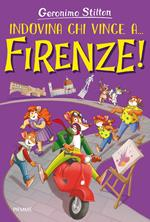 Geronimo Stilton
INDOVINA CHI VINCE A...
FIRENZE!
PIEMME